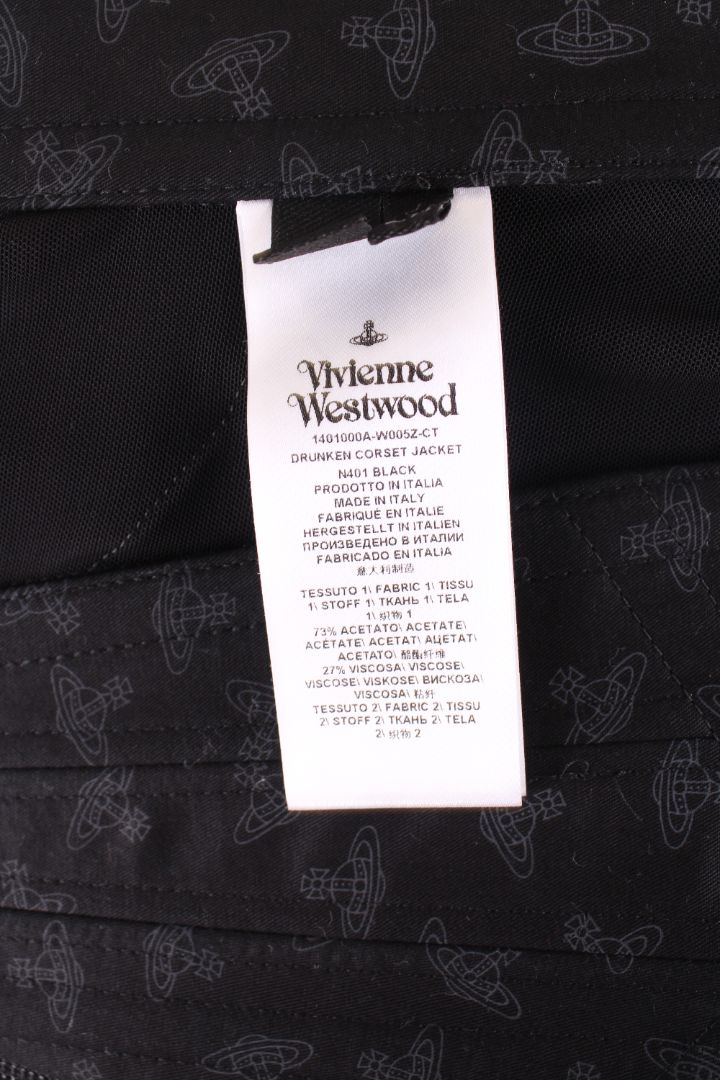 Vivienne
Westwood
1401000A-W005Z-CT
DRUNKEN CORSET JACKET
N401 BLACK
PRODOTTO IN ITALIA
MADE IN ITALY
FABRIQUÉ EN ITALIE
HERGESTELLT IN ITALIEN
ПРОИЗВЕДЕНО В ИТАЛИИ
FABRICADO EN ITALIA
意大利制造
TESSUTO 1\ FABRIC 1\ TISSU
1\ STOFF 1\ ТКАНЬ 1\ TELA
1\ 织物 1
73% ACETATO\ ACETATE\
ACÉTATE\ ACETAT\ АЦЕТАТ\
ACETATO\ 醋酯纤维
27% VISCOSA\ VISCOSE\
VISCOSE\ VISKOSE\ ВИСКОЗА\
VISCOSA\ 粘纤
TESSUTO 2\ FABRIC 2\ TISSU
2\ STOFF 2\ ТКАНЬ 2\ TELA
2\ 织物 2